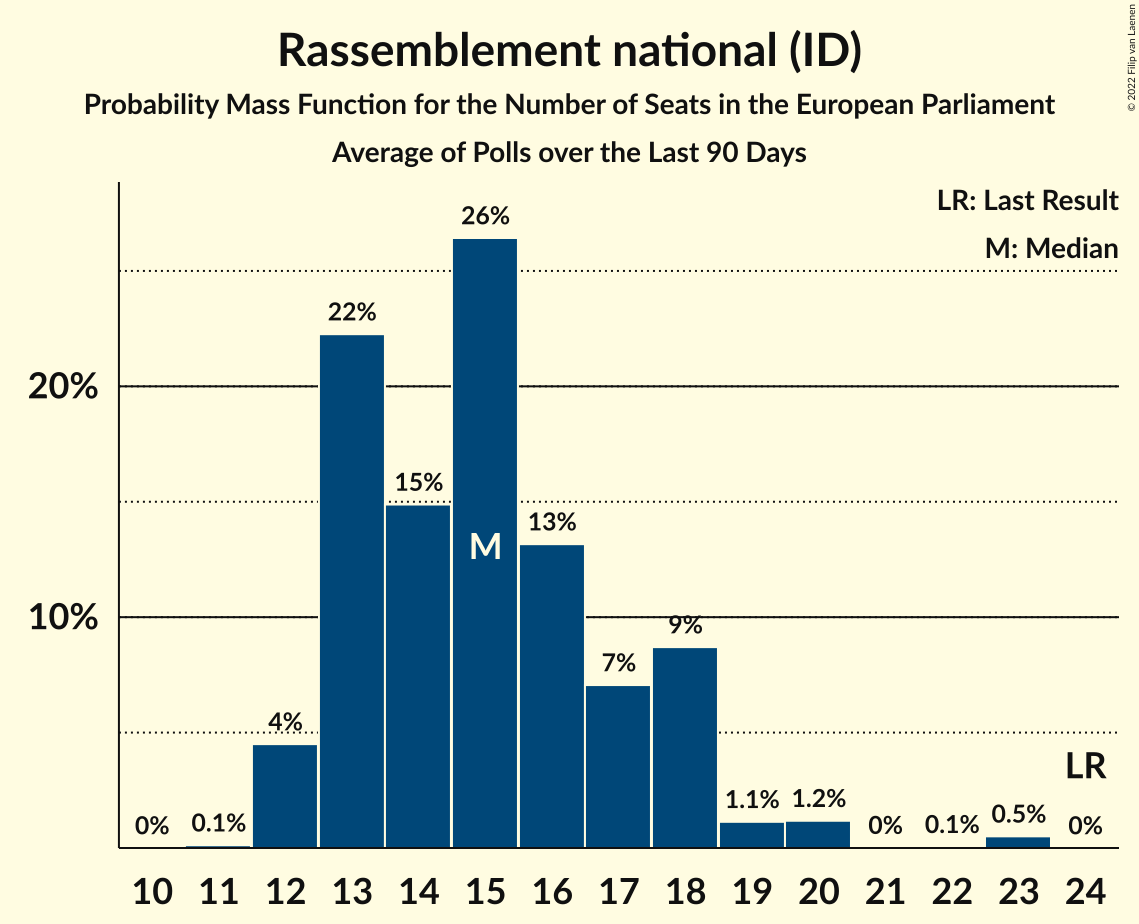 Rassemblement national (ID)
Probability Mass Function for the Number of Seats in the European Parliament
Average of Polls over the Last 90 Days
© 2022 Filip van Laenen
LR: Last Result
M: Median
26%
22%
20%
15%
13%
M
10%
9%
7%
4%
LR
0%
0.1%
1.1%
1.2%
0%
0.1%
0.5%
0%
10 11 12 13 14 15 16 17 18 19 20 21 22 23 24